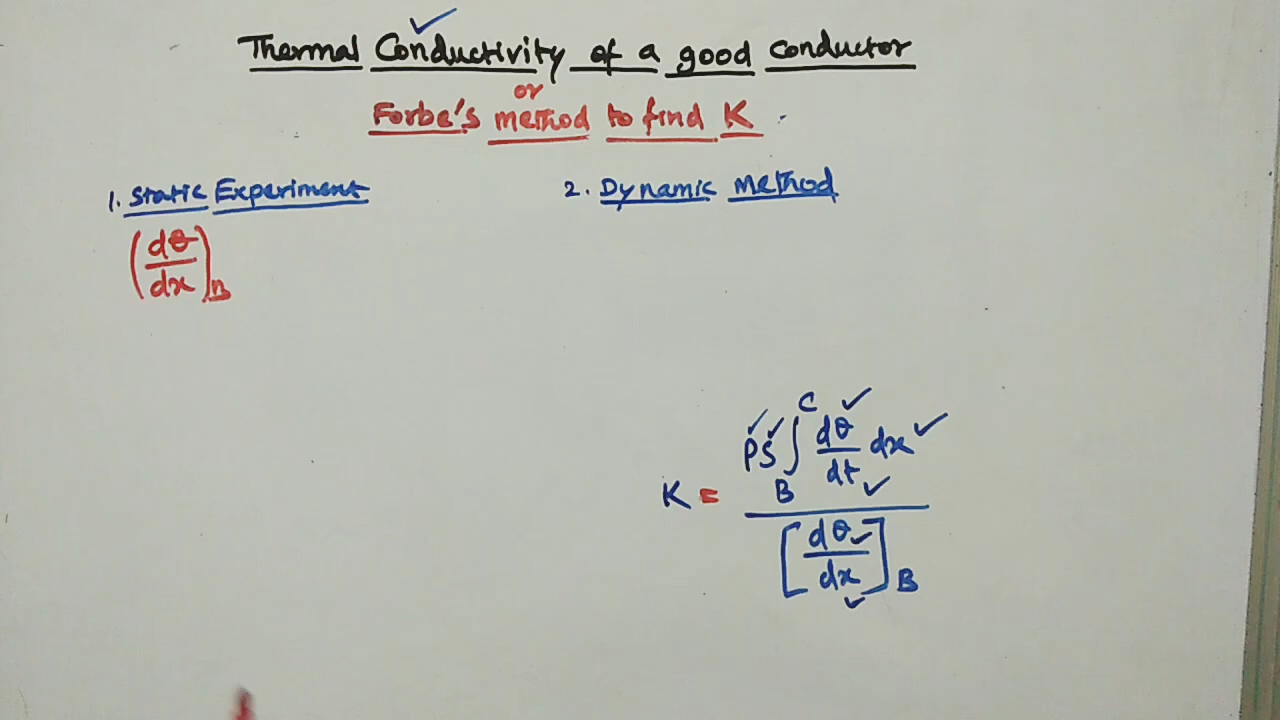 Thermal Conductivity of a good conductor
or
Forbe's method to find K
1. Static Experiment
2. Dynamic Method
(dθ/dx)B
K = PS ∫ B C dθ/dt dx / [dθ/dx]B